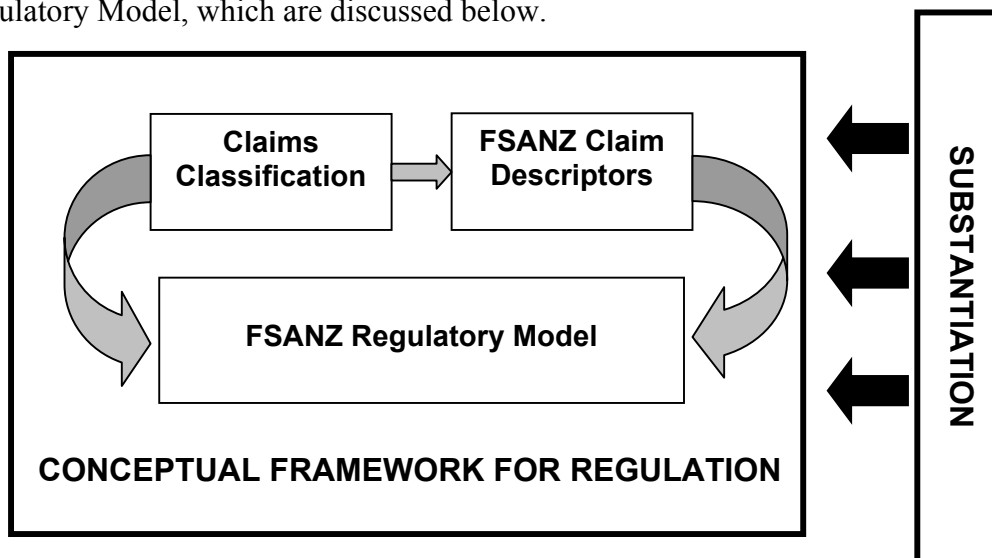 ulatory Model, which are discussed below.
Claims
Classification
FSANZ Claim
Descriptors
FSANZ Regulatory Model
CONCEPTUAL FRAMEWORK FOR REGULATION
SUBSTANTIATION